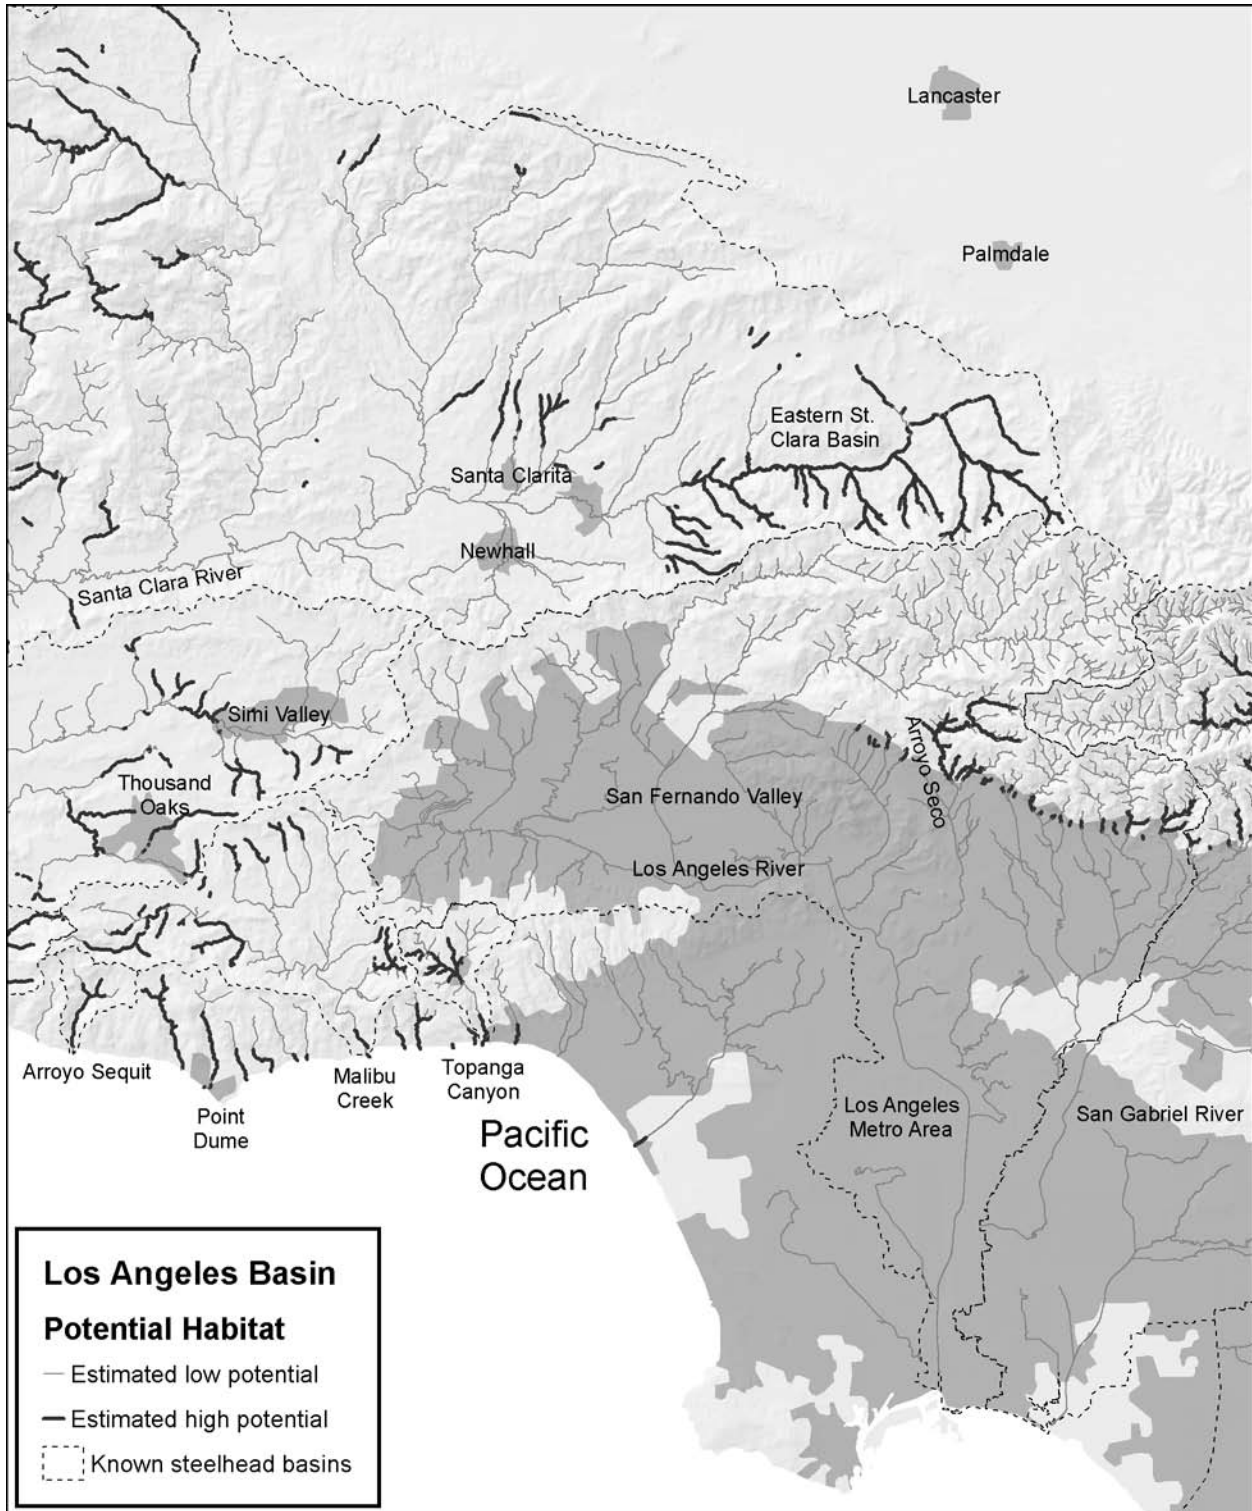 Lancaster
Palmdale
Eastern St.
Clara Basin
Santa Clarita
Newhall
Santa Clara River
Simi Valley
Arroyo Seco
Thousand
Oaks
San Fernando Valley
Los Angeles River
Arroyo Sequit
Point
Dume
Malibu
Creek
Topanga
Canyon
Los Angeles
Metro Area
San Gabriel River
Pacific
Ocean
Los Angeles Basin
Potential Habitat
Estimated low potential
Estimated high potential
Known steelhead basins